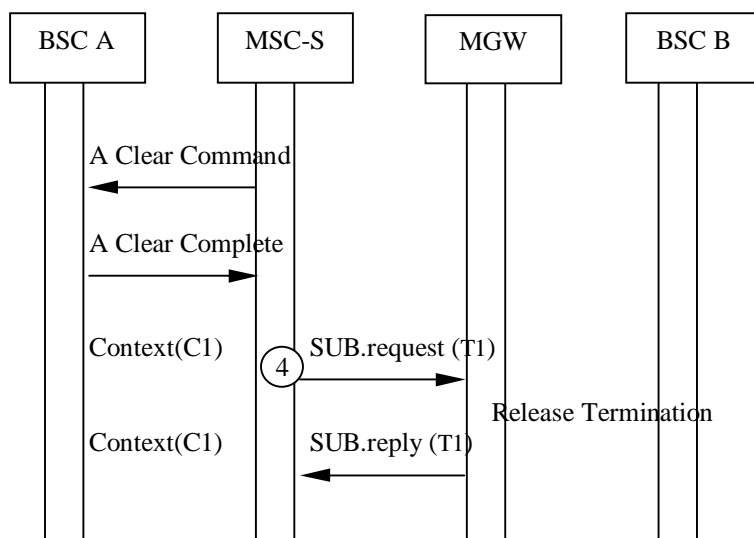 BSC A MSC-S MGW BSC B
A Clear Command
A Clear Complete
Context(C1) SUB.request (T1)
4
Release Termination
Context(C1) SUB.reply (T1)